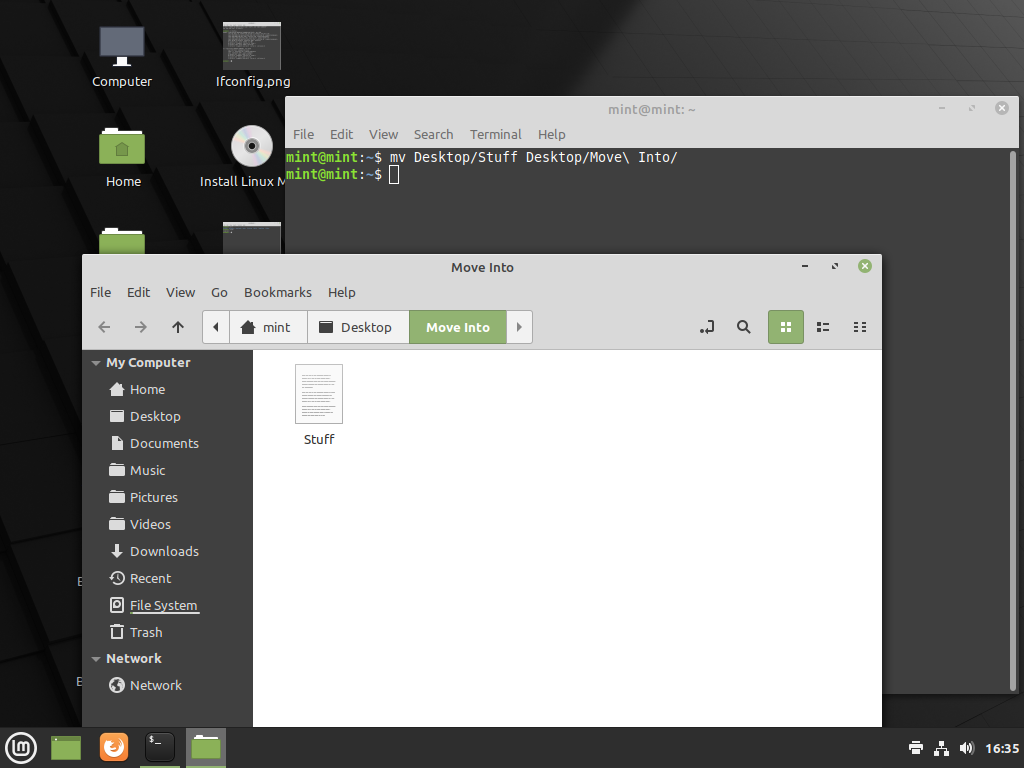 Computer
Ifconfig.png
Home
Install Linux M
mint@mint: ~
File Edit View Search Terminal Help
mint@mint:~$ mv Desktop/Stuff Desktop/Move\ Into/
mint@mint:~$
Move Into
File Edit View Go Bookmarks Help
mint Desktop Move Into
My Computer
Home
Desktop
Documents
Music
Pictures
Videos
Downloads
Recent
File System
Trash
Network
Network
Stuff
16:35